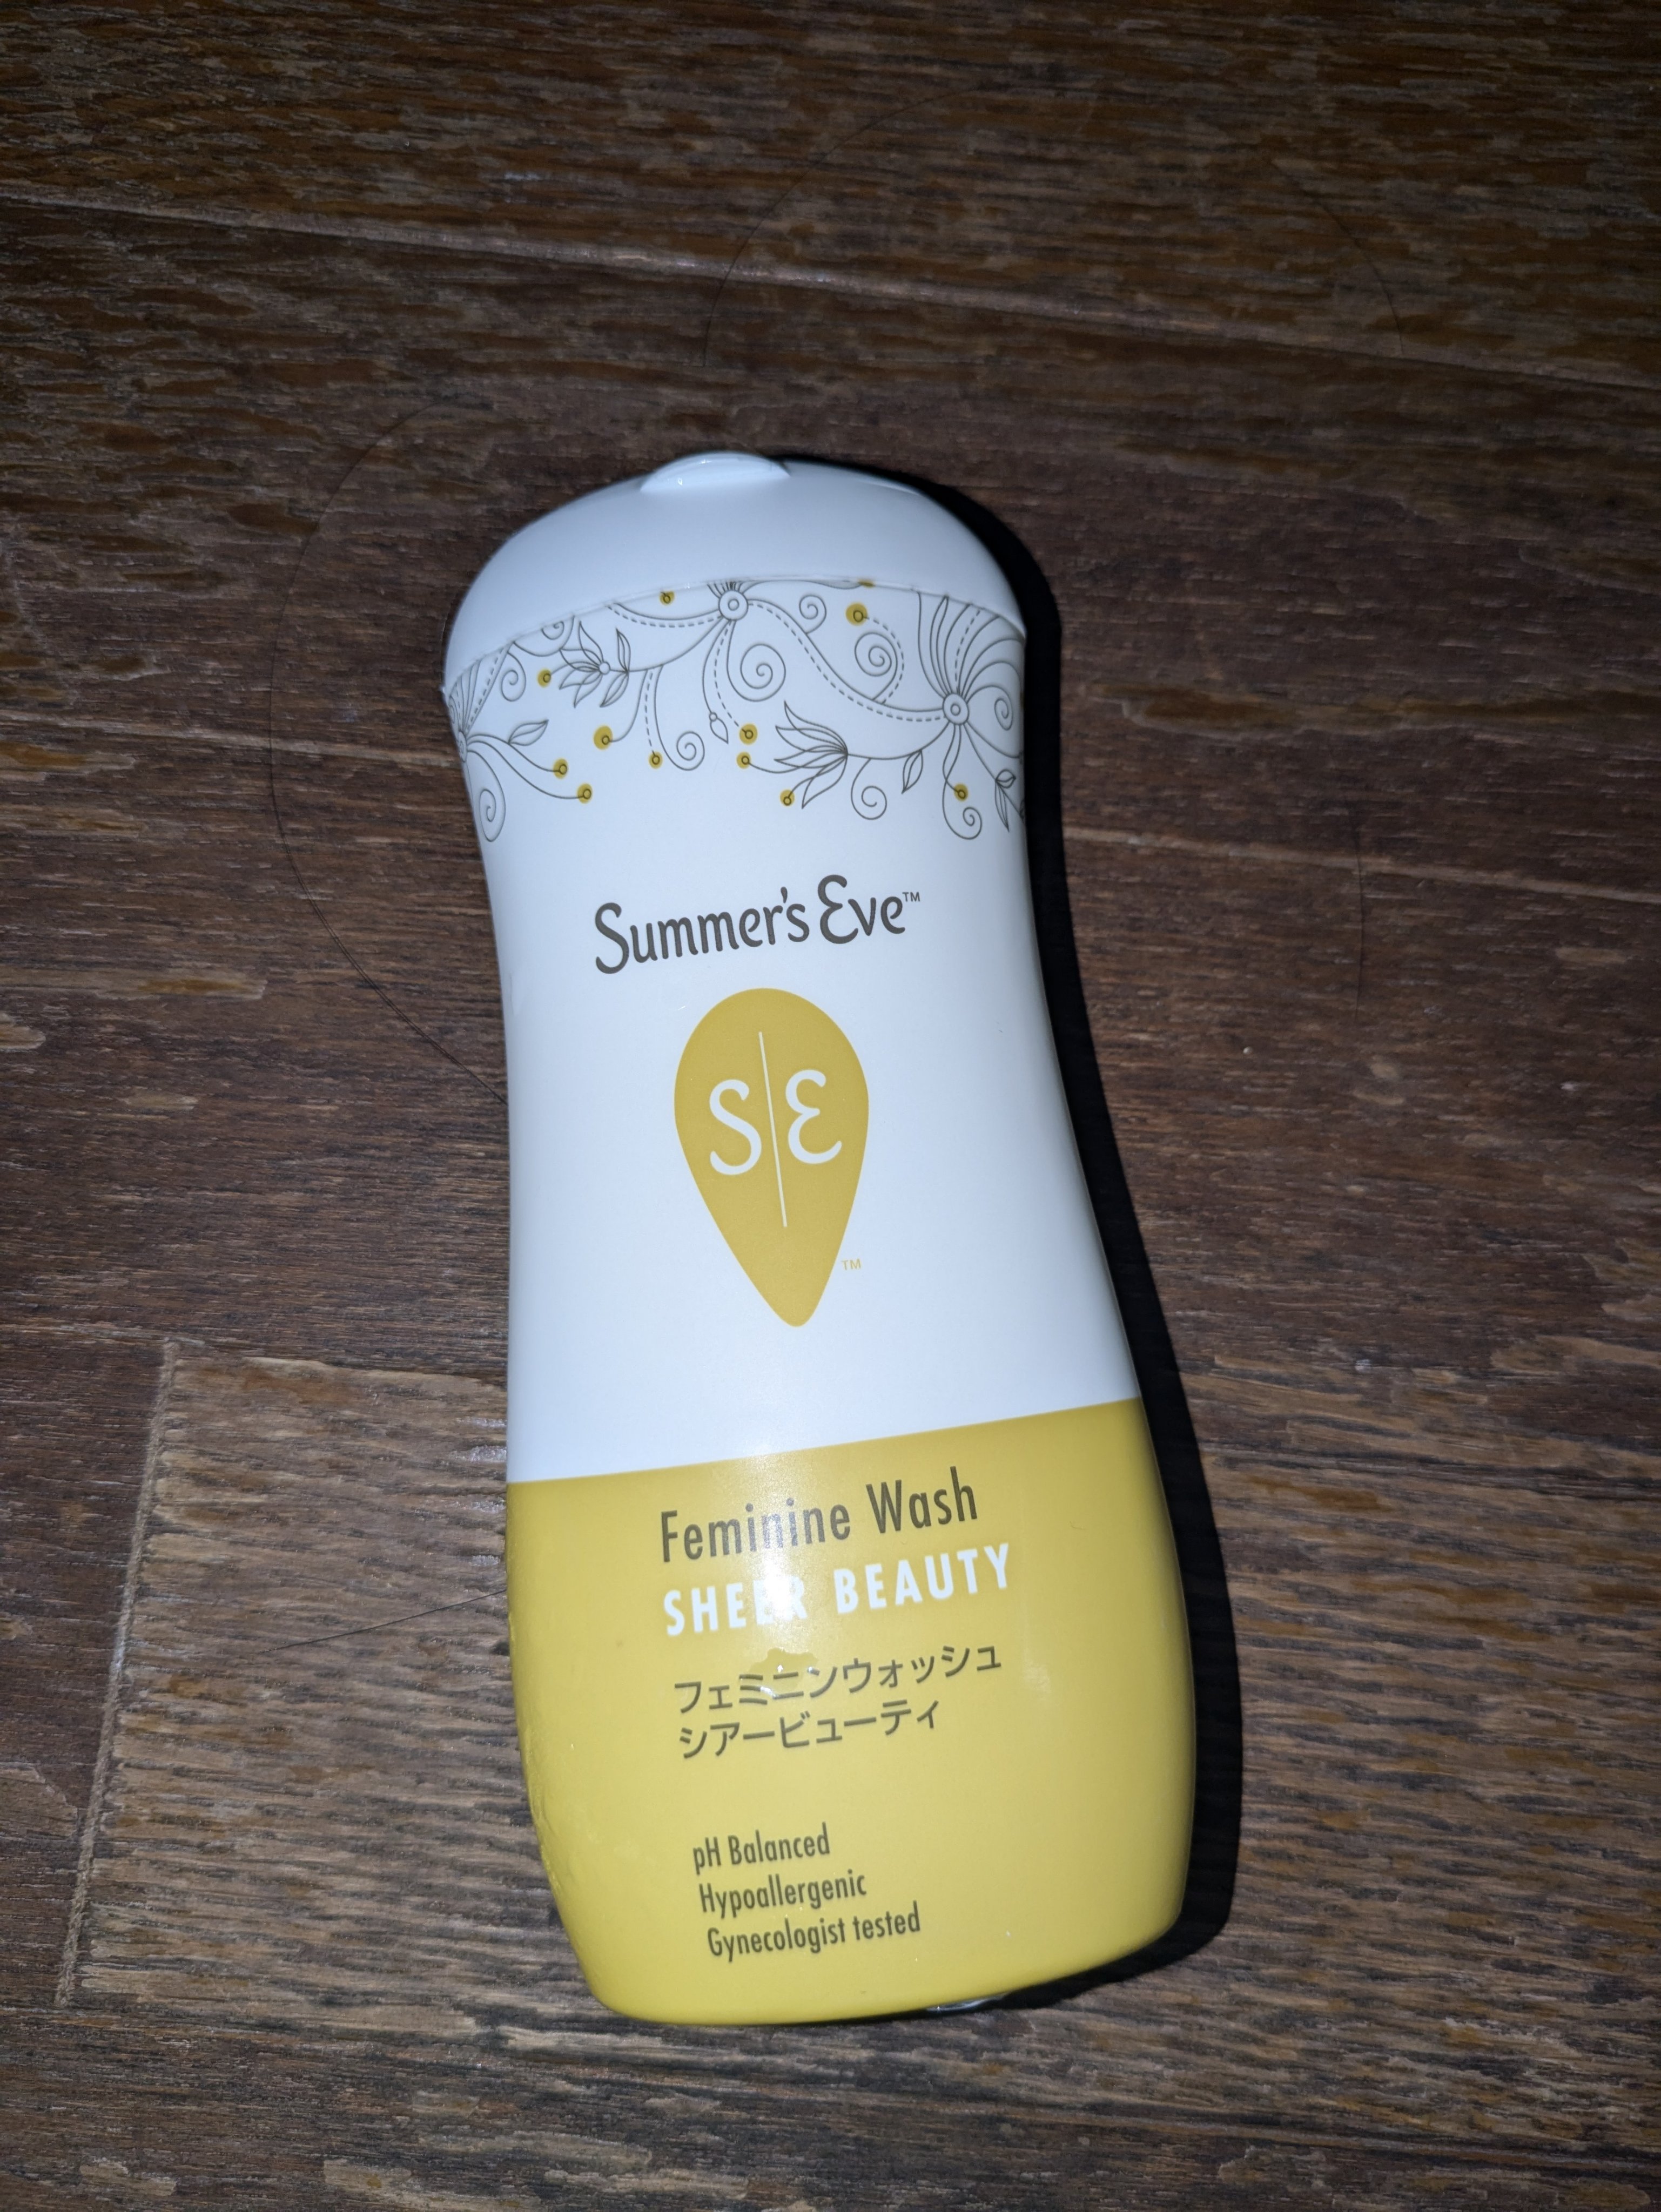 Summer's Eve™
S|E
™
Feminine Wash
SHEER BEAUTY
フェミニンウォッシュ
シアービューティ
pH Balanced
Hypoallergenic
Gynecologist tested